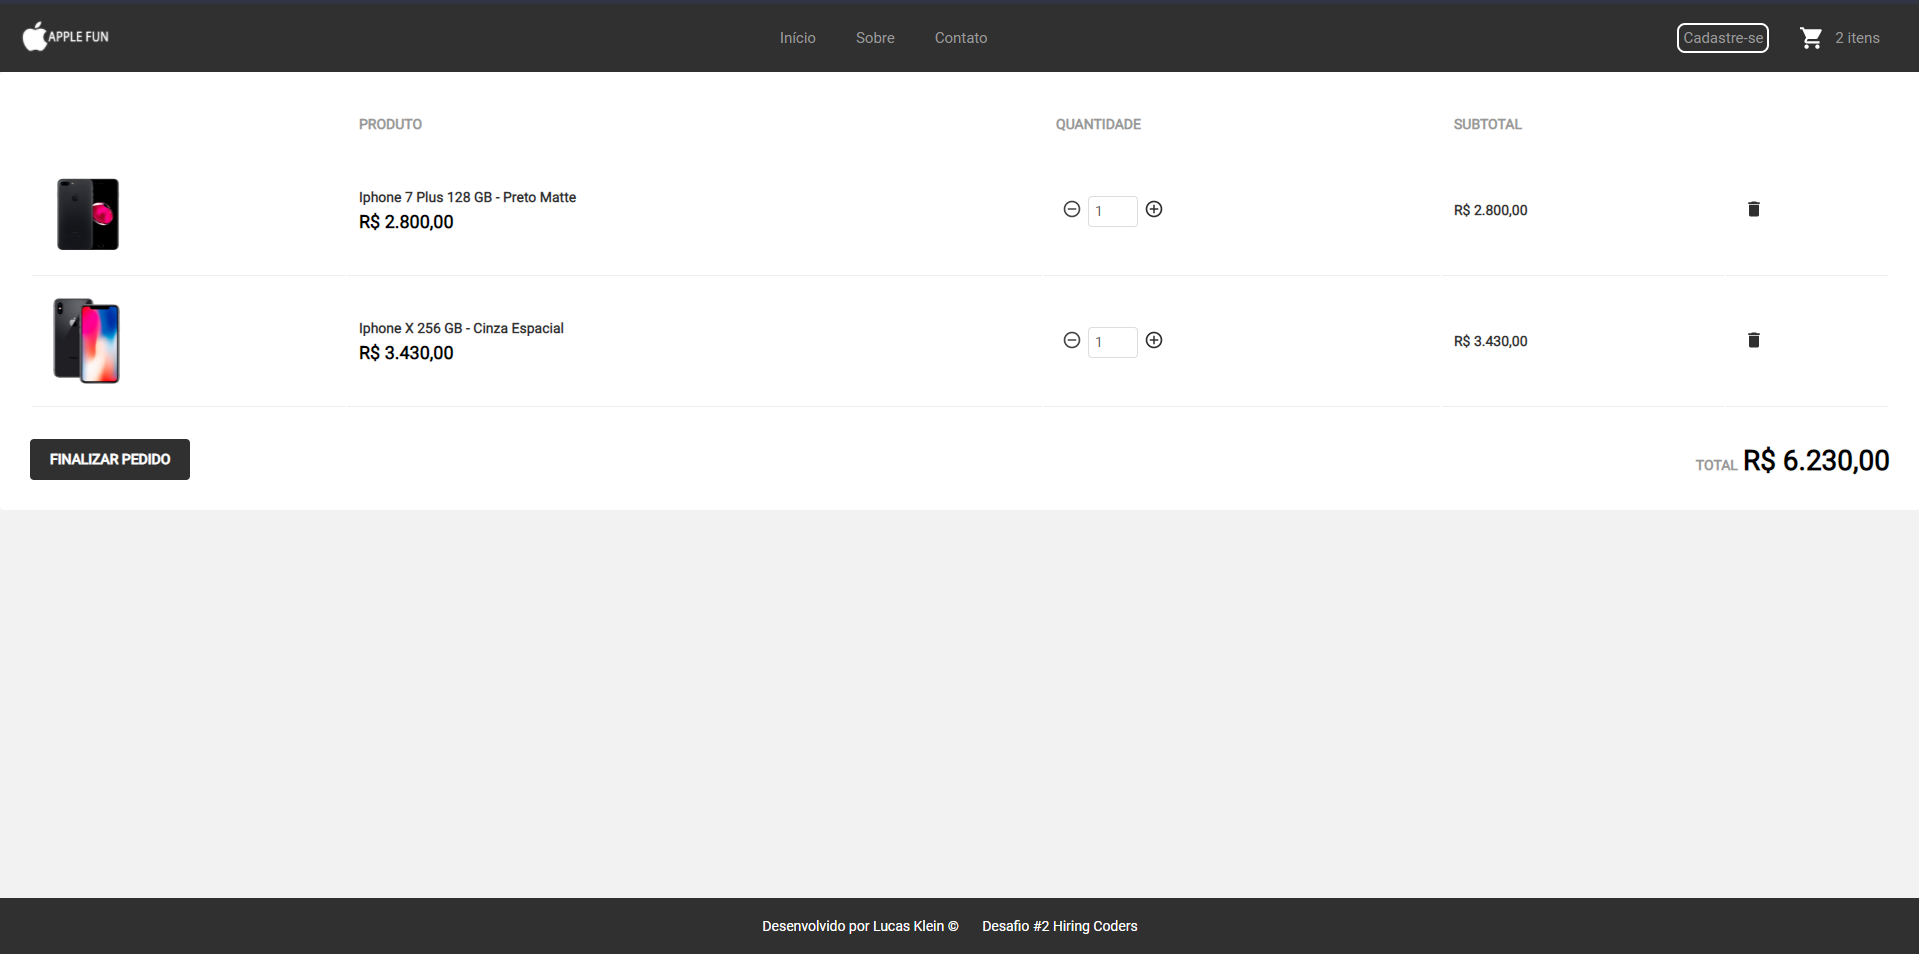 APPLE FUN
Início Sobre Contato
Cadastre-se
2 itens
PRODUTO QUANTIDADE SUBTOTAL
Iphone 7 Plus 128 GB - Preto Matte
R$ 2.800,00
1
R$ 2.800,00
Iphone X 256 GB - Cinza Espacial
R$ 3.430,00
1
R$ 3.430,00
FINALIZAR PEDIDO
TOTAL R$ 6.230,00
Desenvolvido por Lucas Klein © Desafio #2 Hiring Coders